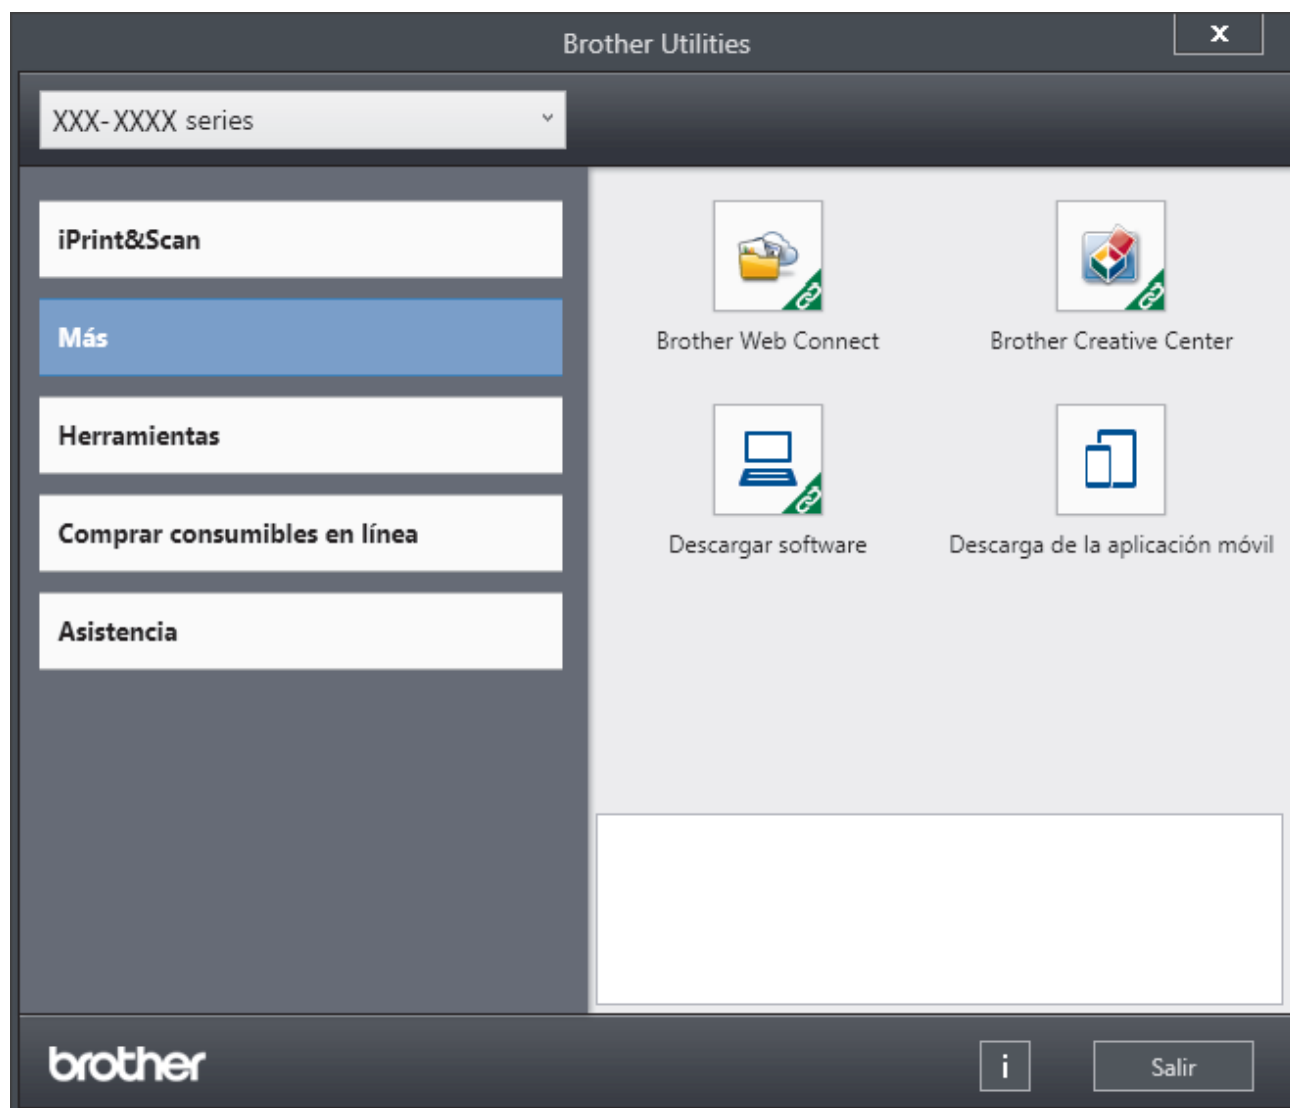 Brother Utilities
x
XXX-XXXX series
iPrint&Scan
Más
Herramientas
Comprar consumibles en línea
Asistencia
Brother Web Connect
Brother Creative Center
Descargar software
Descarga de la aplicación móvil
brother
i
Salir